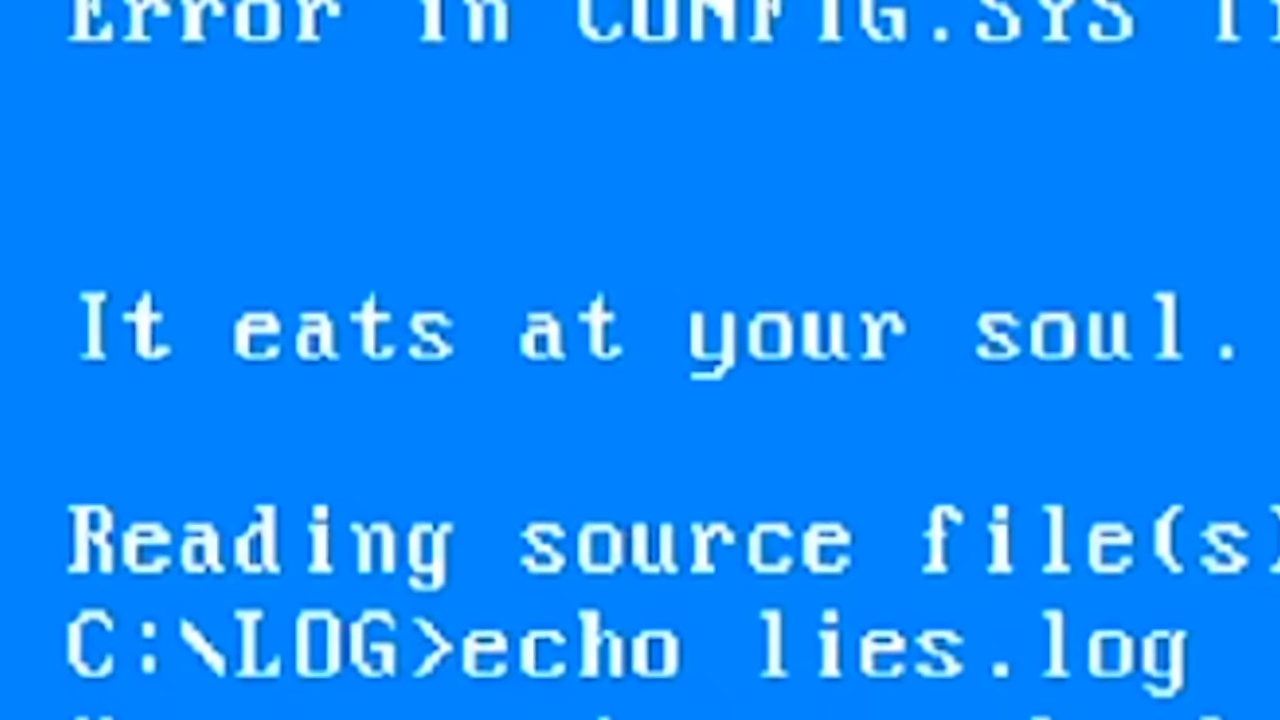 Error in CONFIG.SYS
It eats at your soul.
Reading source file(s)
C:\LOG>echo lies.log